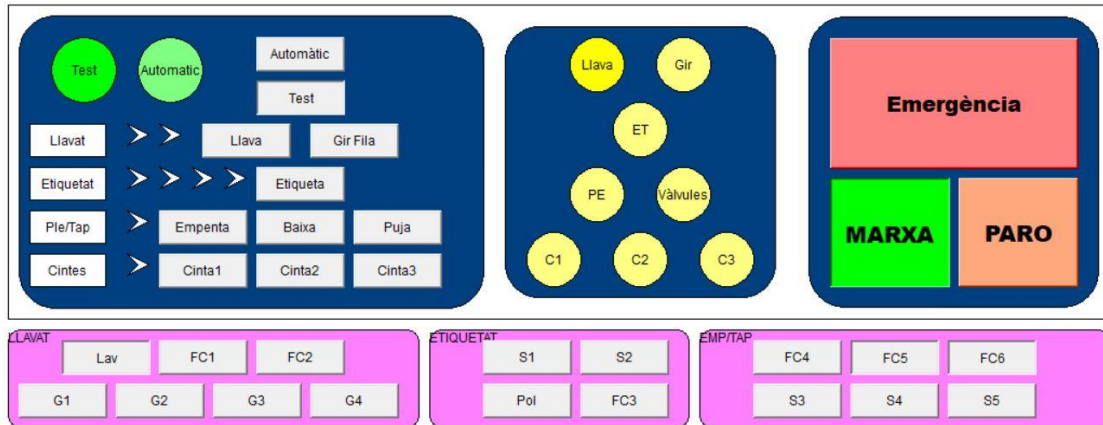 Test
Automatic
Automàtic
Test
Llavat
Llava
Gir Fila
Etiquetat
Etiqueta
Ple/Tap
Empenta
Baixa
Puja
Cintes
Cinta1
Cinta2
Cinta3
Llava
Gir
ET
PE
Vàlvules
C1
C2
C3
Emergència
MARXA
PARO
LLAVAT
Lav
FC1
FC2
G1
G2
G3
G4
ETIQUETAT
S1
S2
Pol
FC3
EMP/TAP
FC4
FC5
FC6
S3
S4
S5